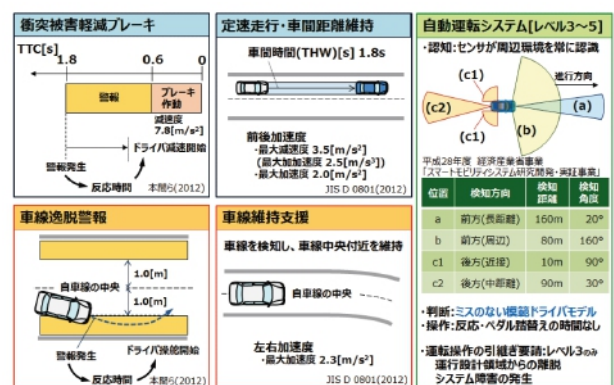 衝突被害軽減ブレーキ
TTC[s]
1.8
0.6
0
警報
ブレーキ
作動
減速度
7.8[m/s²]
ドライバ減速開始
警報発生
反応時間
本間ら(2012)
定速走行・車間距離維持
車間時間(THW)[s] 1.8s
前後加速度
・最大減速度 3.5[m/s²]
(最大加加速度 2.5[m/s³])
・最大加速度 2.0[m/s²]
JIS D 0801(2012)
車線逸脱警報
1.0[m]
自車線の中央
1.0[m]
警報発生
ドライバ操舵開始
反応時間
本間ら(2012)
車線維持支援
車線を検知し、車線中央付近を維持
自車線の中央
左右加速度
・最大加速度 2.3[m/s²]
JIS D 0801(2012)
自動運転システム[レベル3～5]
・認知:センサが周辺環境を常に認識
進行方向
(c1)
(c2)
(a)
(c1)
(b)
平成28年度 経済産業省事業
「スマートモビリティシステム研究開発・実証事業」
位置 検知方向 検知距離 検知角度
a 前方(長距離) 160m 20°
b 前方(周辺) 80m 160°
c1 後方(近接) 10m 90°
c2 後方(中距離) 90m 30°
・判断:ミスのない模範ドライバモデル
・操作:反応・ペダル踏替えの時間なし
・運転操作の引継ぎ要請:レベル3のみ
運行設計領域からの離脱
システム障害の発生